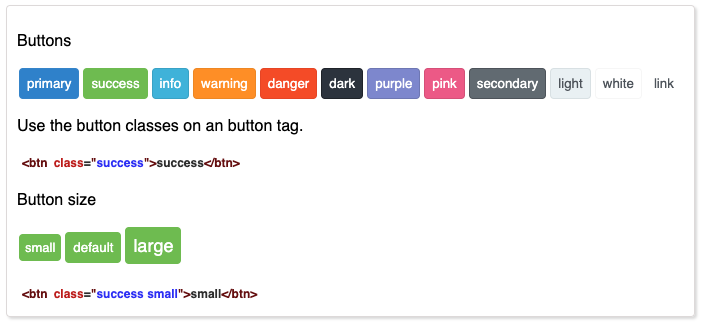 Buttons
primary success info warning danger dark purple pink secondary light white link
Use the button classes on an button tag.
<btn class="success">success</btn>
Button size
small default large
<btn class="success small">small</btn>